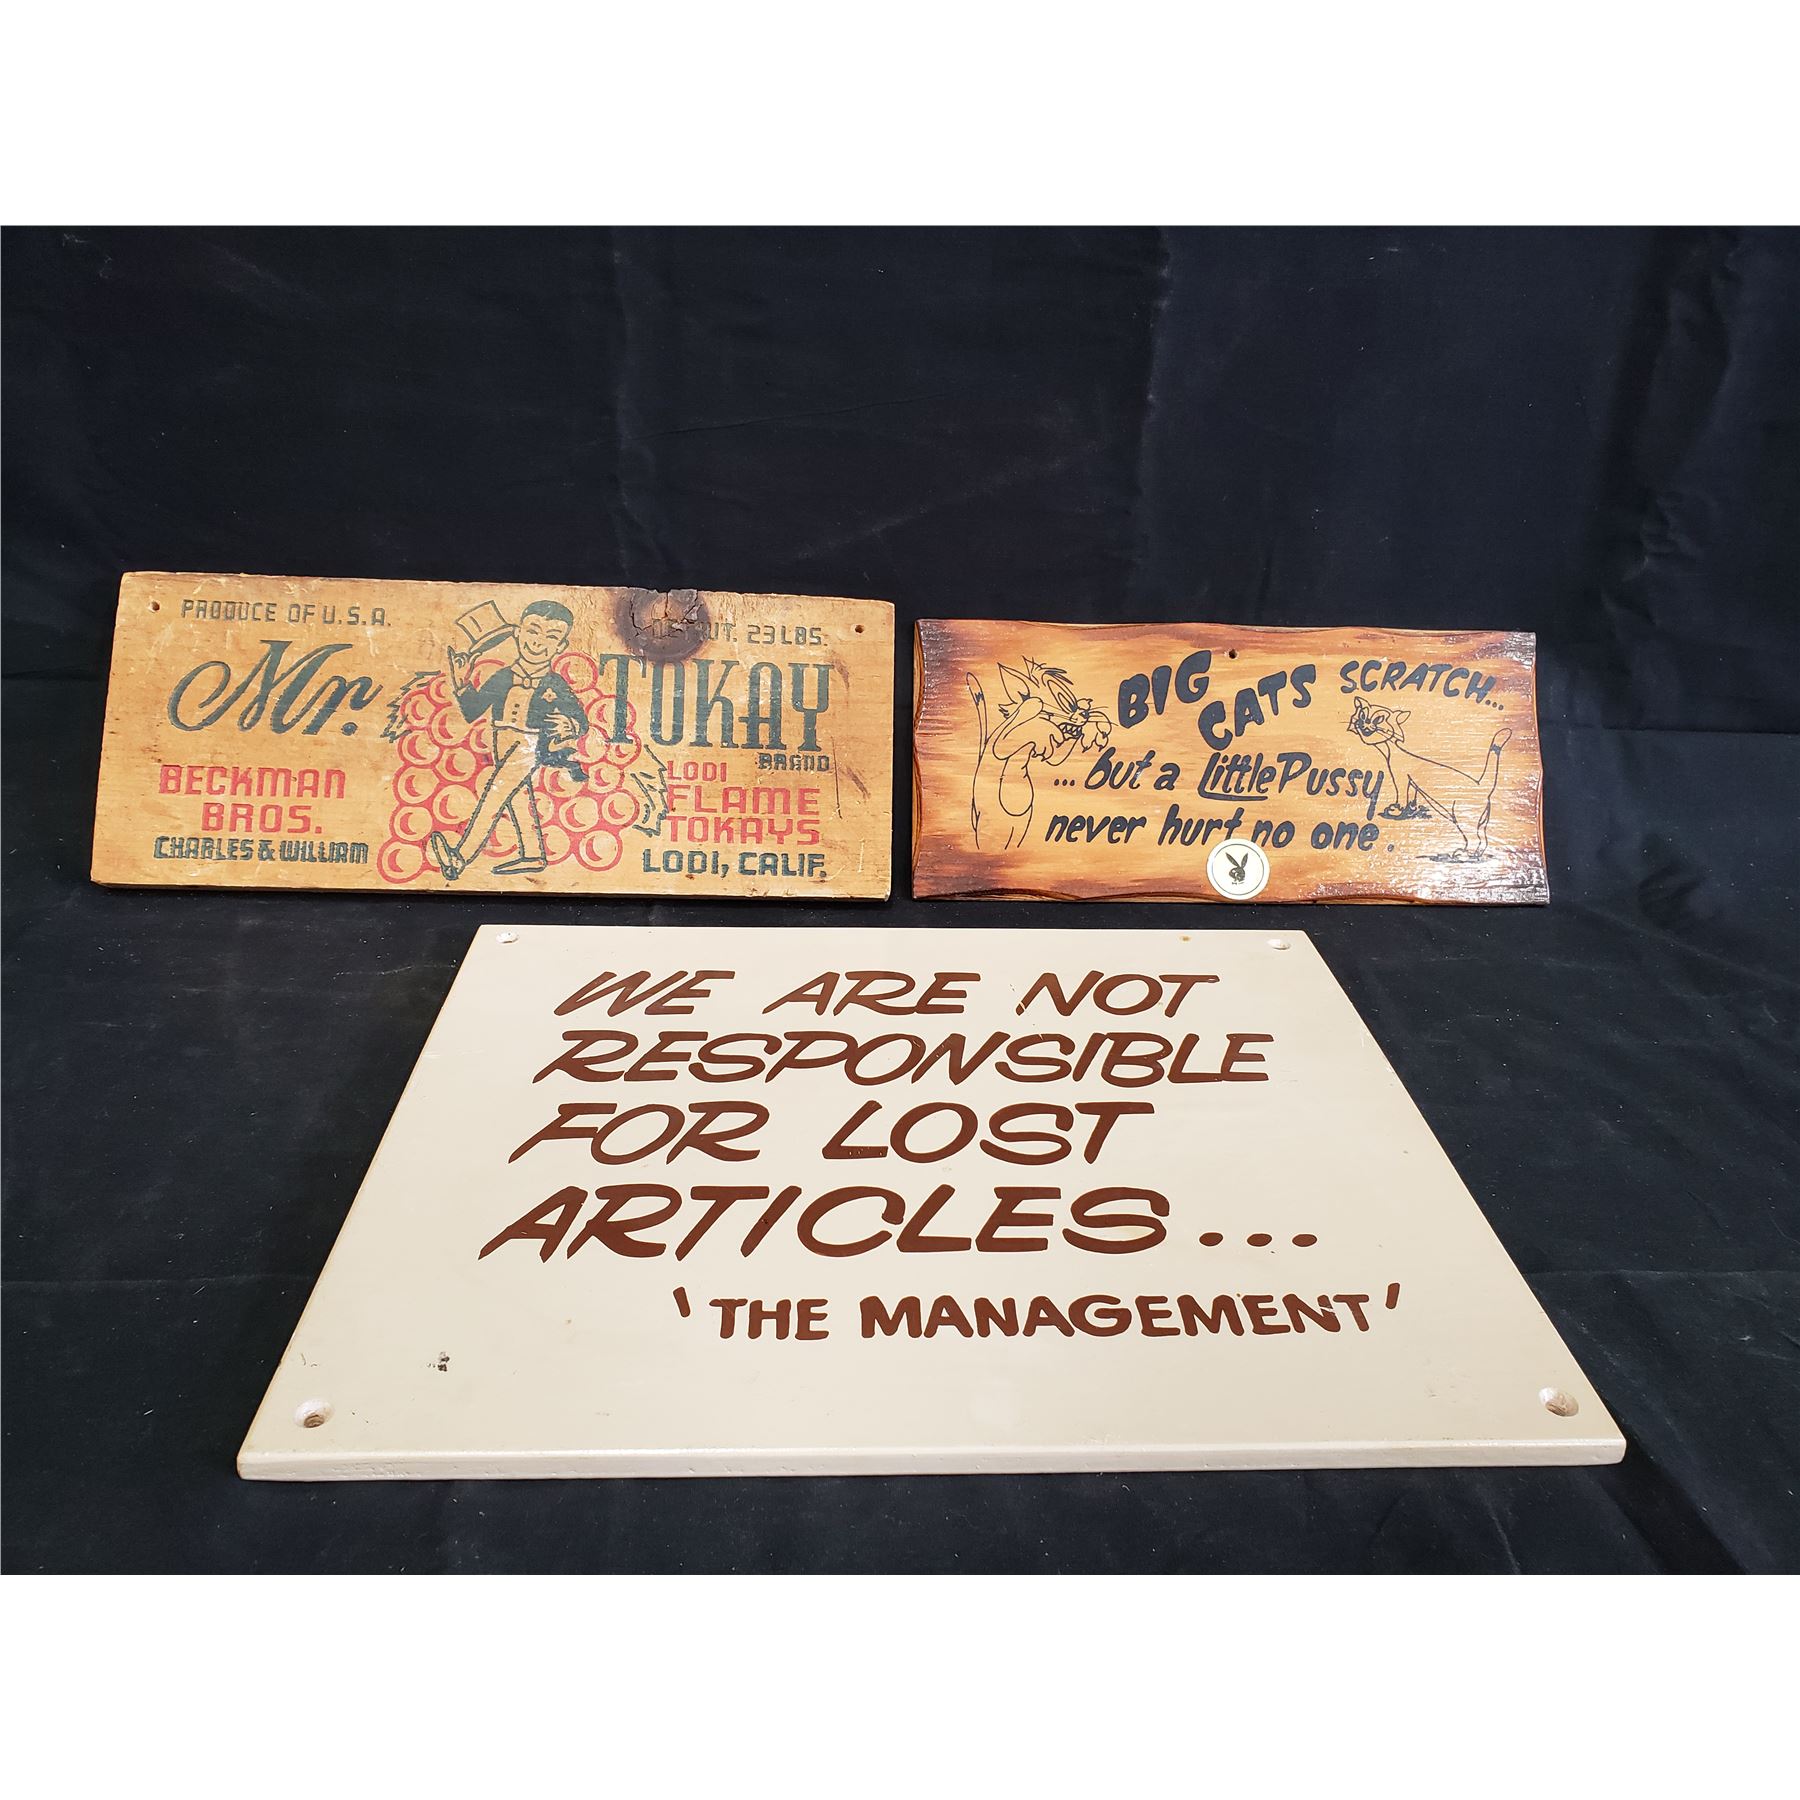 PRODUCE OF U.S.A.
WT. 23 LBS.
Mr. TOKAY
BRAND
BECKMAN
BROS.
CHARLES & WILLIAM
LODI
FLAME
TOKAYS
LODI, CALIF.
BIG
CATS
SCRATCH...
...but a Little Pussy
never hurt no one.
WE ARE NOT
RESPONSIBLE
FOR LOST
ARTICLES...
'THE MANAGEMENT'